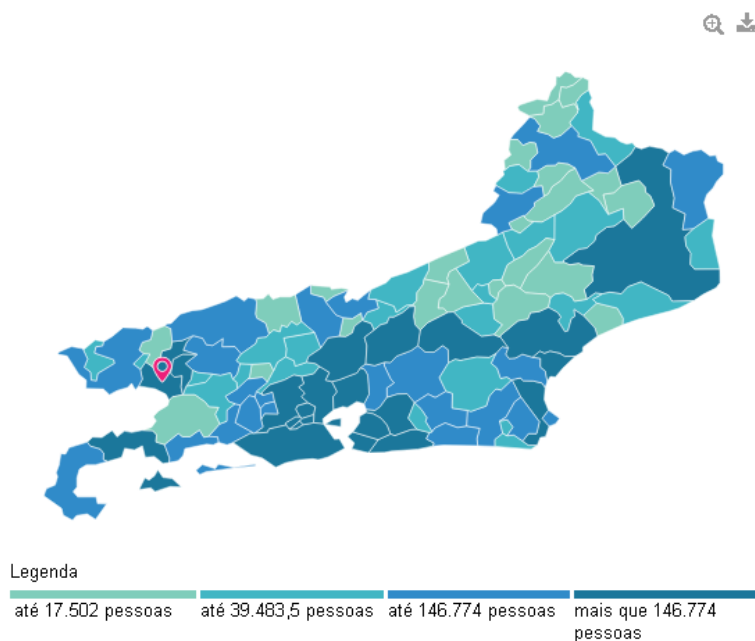 Legenda
até 17.502 pessoas
até 39.483,5 pessoas
até 146.774 pessoas
mais que 146.774
pessoas